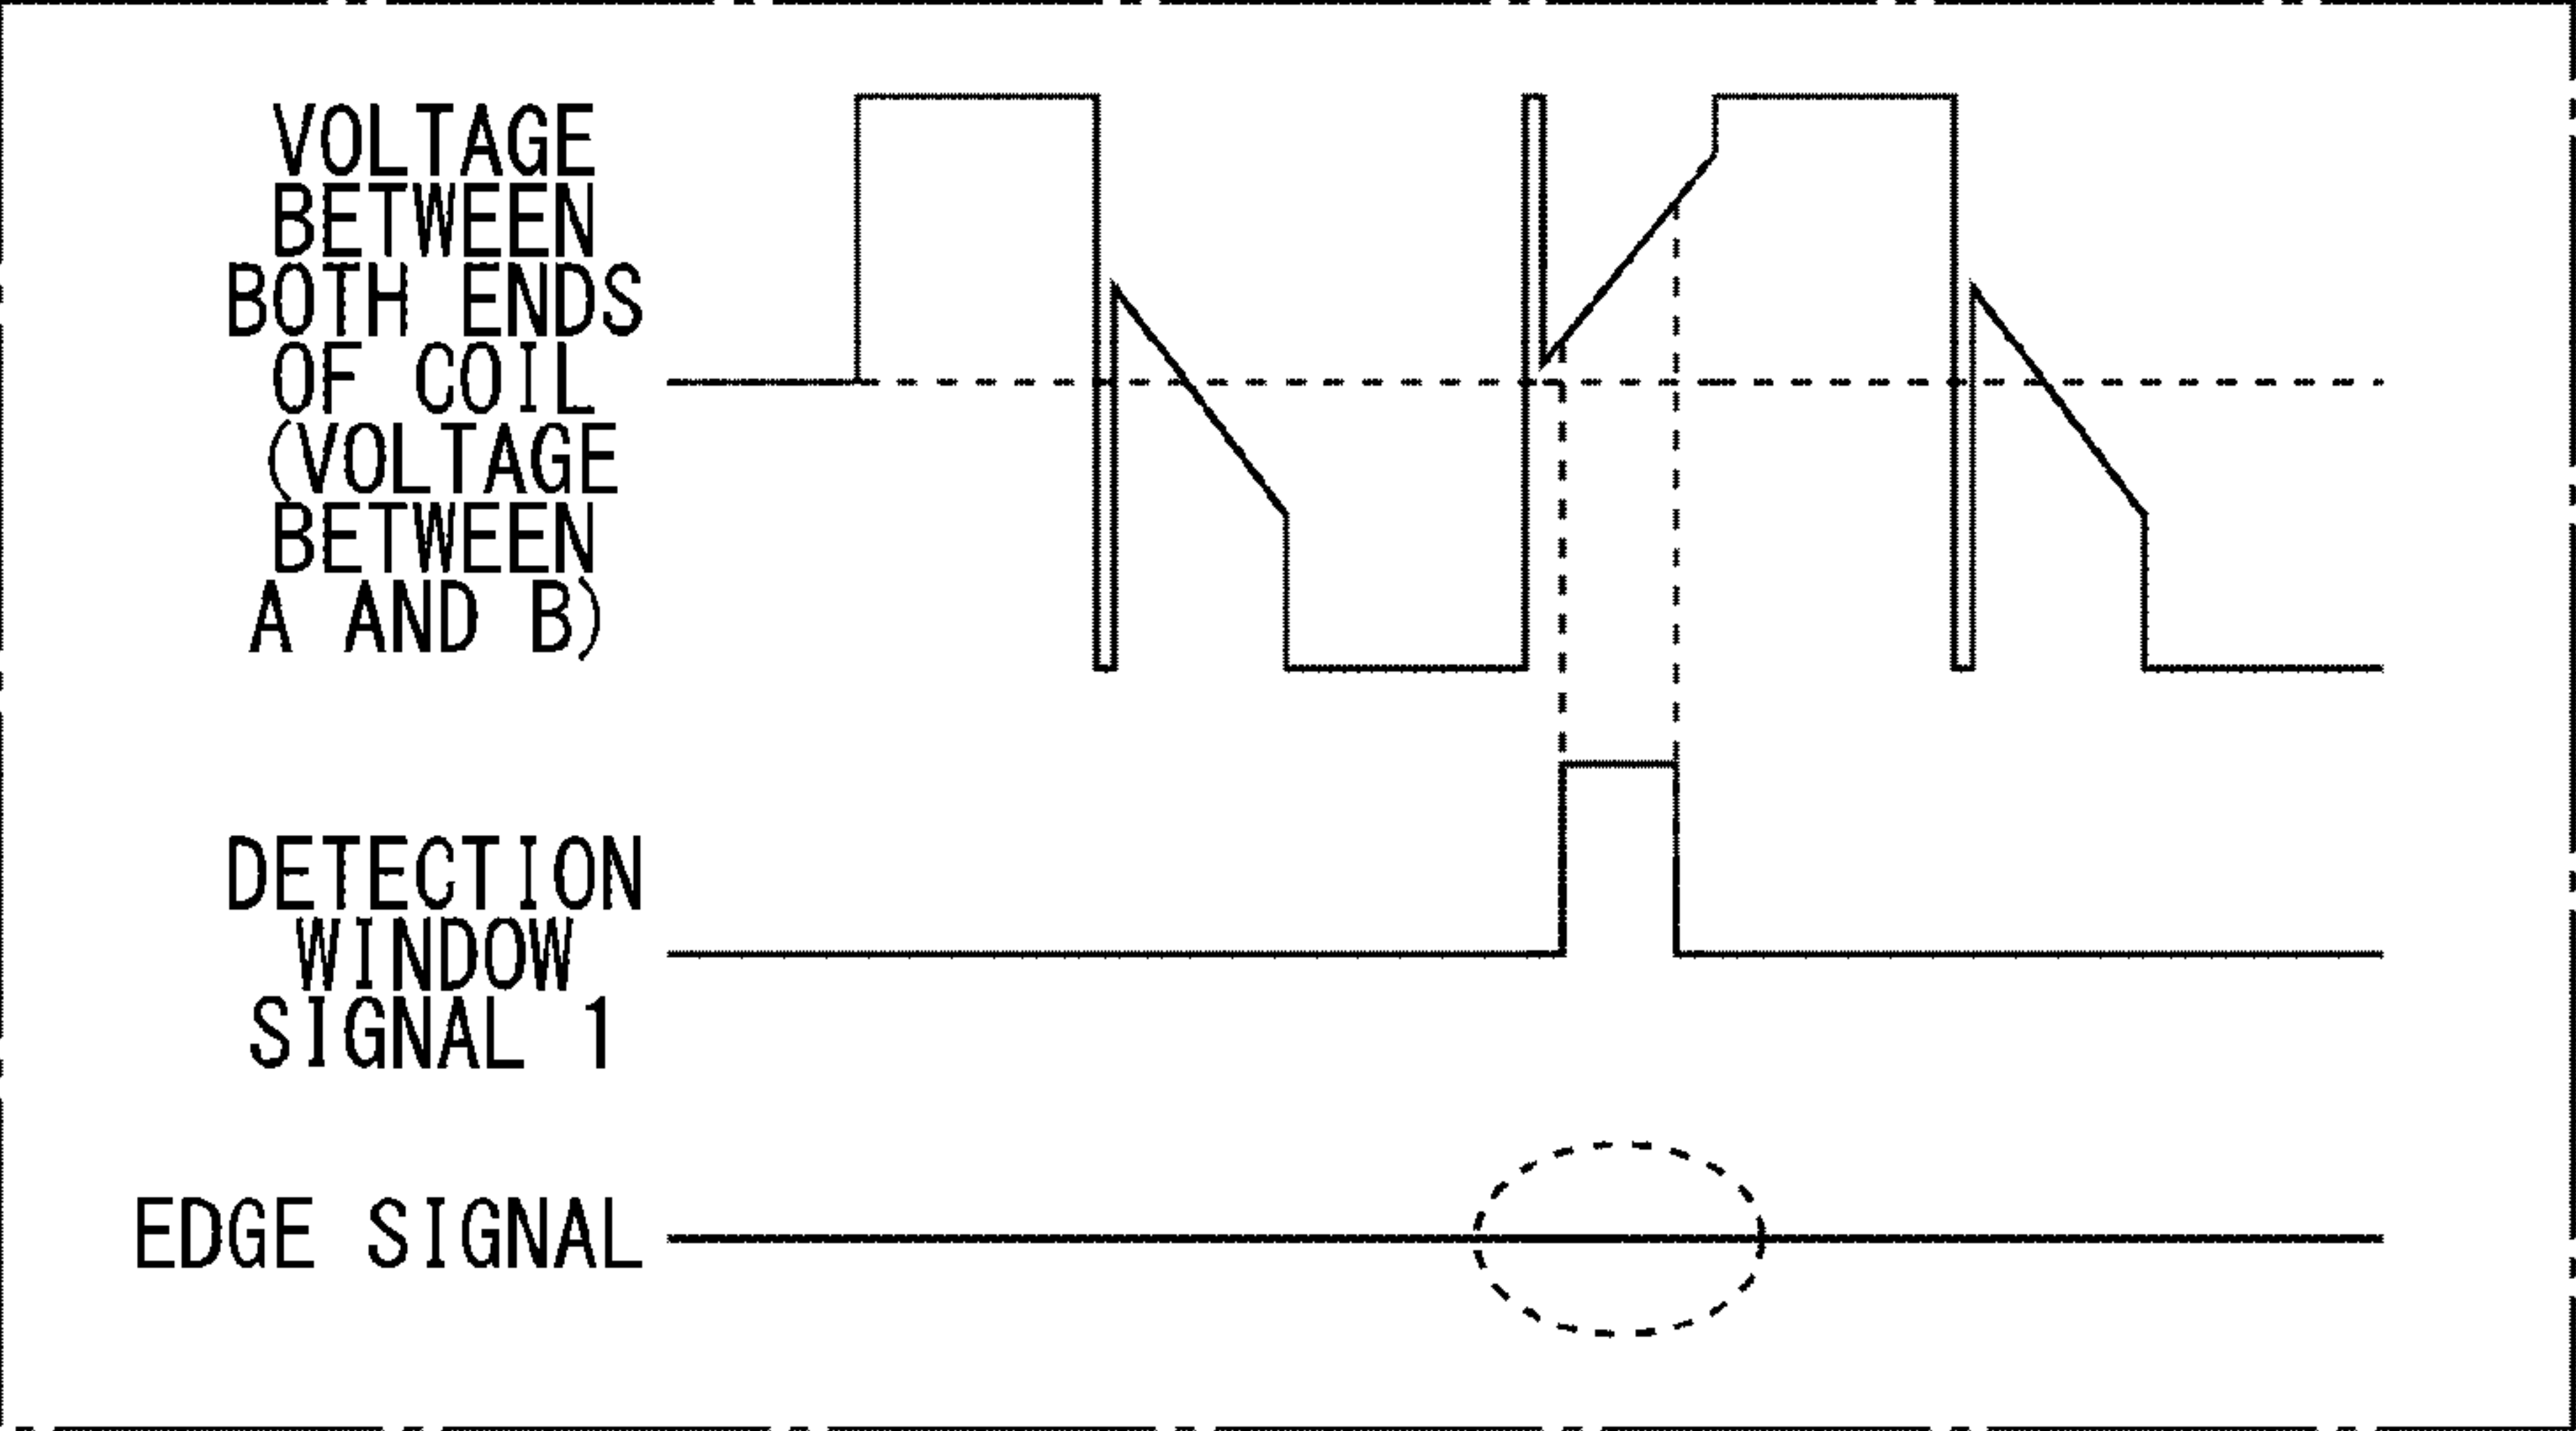 VOLTAGE
BETWEEN
BOTH ENDS
OF COIL
(VOLTAGE
BETWEEN
A AND B)
DETECTION
WINDOW
SIGNAL 1
EDGE SIGNAL